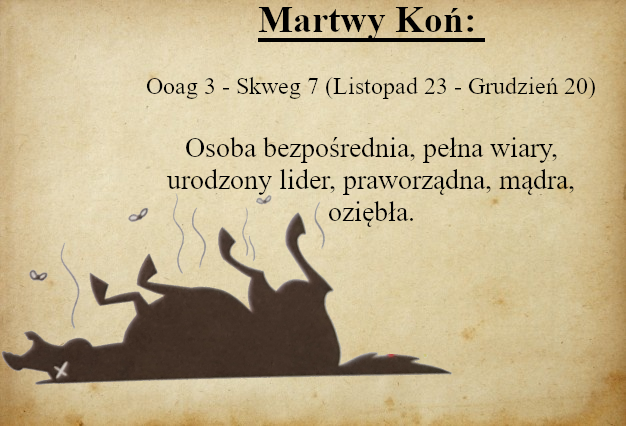 Martwy Koń:
Ooag 3 - Skweg 7 (Listopad 23 - Grudzień 20)
Osoba bezpośrednia, pełna wiary,
urodzony lider, praworządna, mądra,
oziębła.